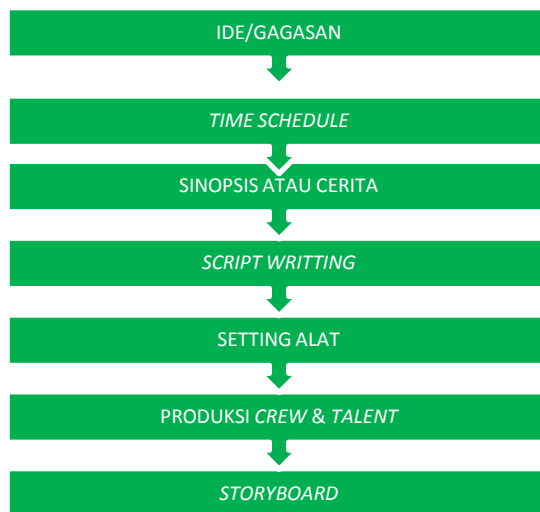 IDE/GAGASAN
TIME SCHEDULE
SINOPSIS ATAU CERITA
SCRIPT WRITTING
SETTING ALAT
PRODUKSI CREW & TALENT
STORYBOARD